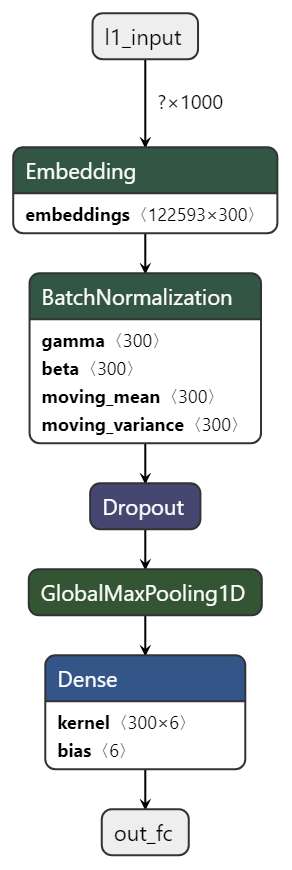 l1_input
?×1000
Embedding
embeddings〈122593×300〉
BatchNormalization
gamma〈300〉
beta〈300〉
moving_mean〈300〉
moving_variance〈300〉
Dropout
GlobalMaxPooling1D
Dense
kernel〈300×6〉
bias〈6〉
out_fc